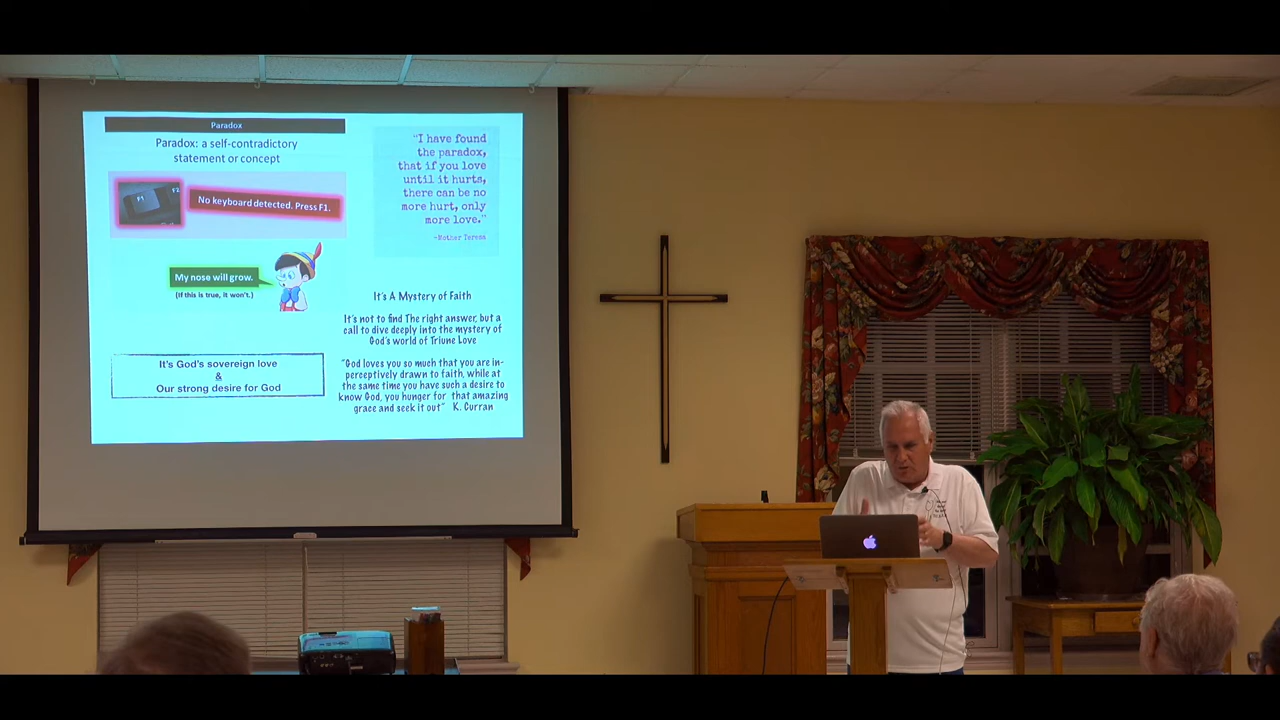 Paradox
Paradox: a self-contradictory
statement or concept
F1
F2
No keyboard detected. Press F1.
My nose will grow.
(If this is true, it won't.)
It's God's sovereign love
&
Our strong desire for God
"I have found
the paradox,
that if you love
until it hurts,
there can be no
more hurt, only
more love."
~Mother Teresa
It's A Mystery of Faith
It's not to find The right answer, but a
call to dive deeply into the mystery of
God's world of Triune Love
"God loves you so much that you are in-
perceptively drawn to faith, while at
the same time you have such a desire to
know God, you hunger for that amazing
grace and seek it out" K. Curran